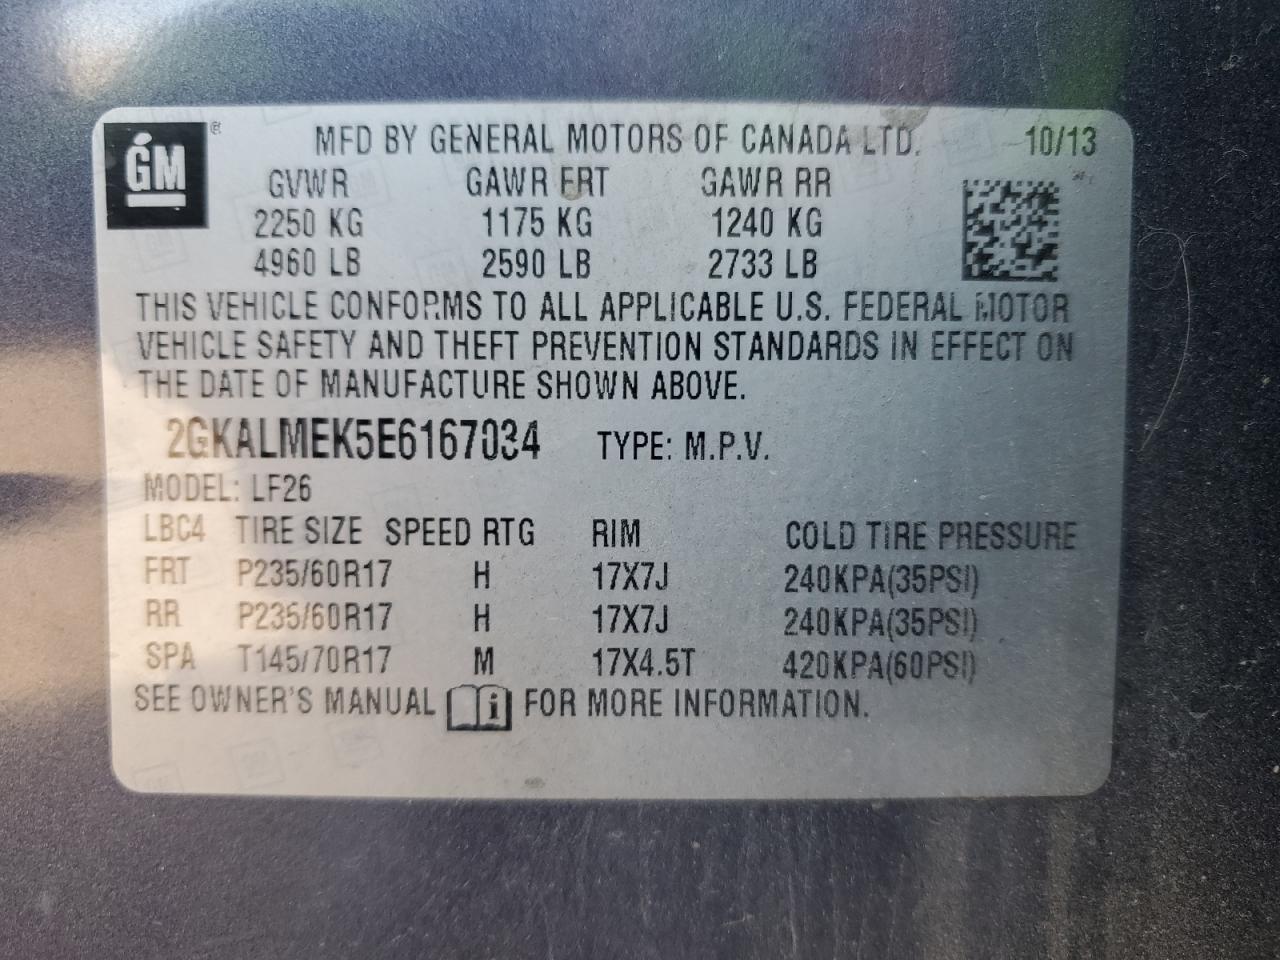 GM ® MFD BY GENERAL MOTORS OF CANADA LTD. 10/13
GVWR GAWR FRT GAWR RR
2250 KG 1175 KG 1240 KG
4960 LB 2590 LB 2733 LB
THIS VEHICLE CONFORMS TO ALL APPLICABLE U.S. FEDERAL MOTOR
VEHICLE SAFETY AND THEFT PREVENTION STANDARDS IN EFFECT ON
THE DATE OF MANUFACTURE SHOWN ABOVE.
2GKALMEK5E6167034 TYPE: M.P.V.
MODEL: LF26
LBC4 TIRE SIZE SPEED RTG RIM COLD TIRE PRESSURE
FRT P235/60R17 H 17X7J 240KPA(35PSI)
RR P235/60R17 H 17X7J 240KPA(35PSI)
SPA T145/70R17 M 17X4.5T 420KPA(60PSI)
SEE OWNER'S MANUAL i FOR MORE INFORMATION.